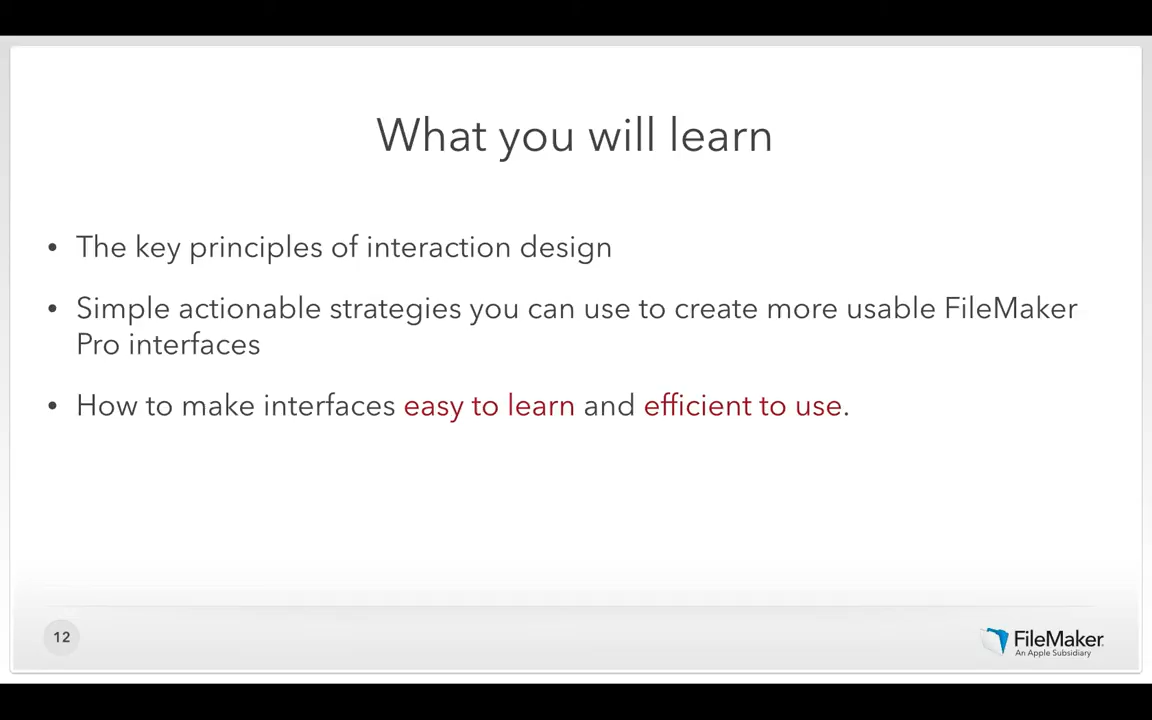 What you will learn
• The key principles of interaction design
• Simple actionable strategies you can use to create more usable FileMaker
Pro interfaces
• How to make interfaces easy to learn and efficient to use.
12
FileMaker
An Apple Subsidiary